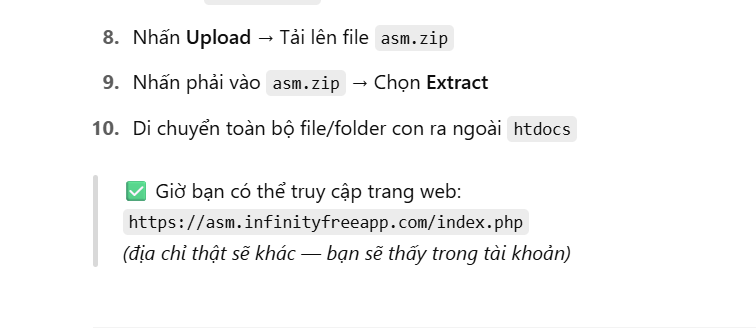 8. Nhấn Upload → Tải lên file asm.zip
9. Nhấn phải vào asm.zip → Chọn Extract
10. Di chuyển toàn bộ file/folder con ra ngoài htdocs
✅ Giờ bạn có thể truy cập trang web:
https://asm.infinityfreeapp.com/index.php
(địa chỉ thật sẽ khác — bạn sẽ thấy trong tài khoản)